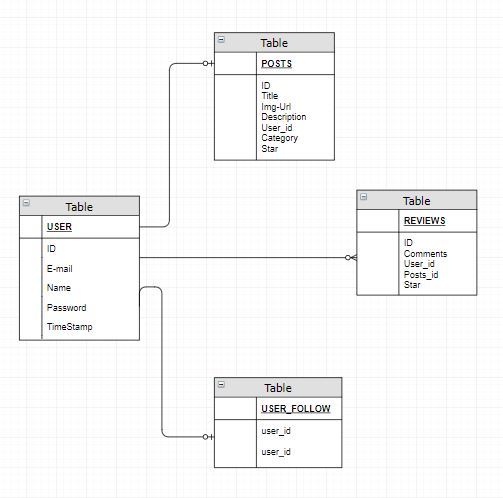 Table
POSTS
ID
Title
Img-Url
Description
User_id
Category
Star
Table
USER
ID
E-mail
Name
Password
TimeStamp
Table
REVIEWS
ID
Comments
User_id
Posts_id
Star
Table
USER_FOLLOW
user_id
user_id